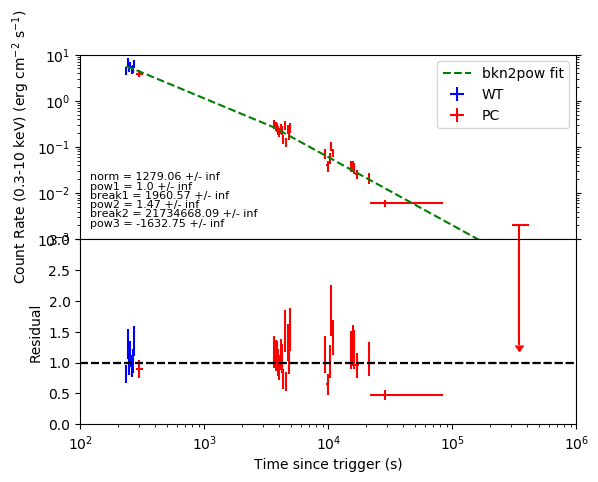 Count Rate (0.3-10 keV) (erg cm⁻² s⁻¹)
10¹
10⁰
10⁻¹
10⁻²
10⁻³
bkn2pow fit
WT
PC
norm = 1279.06 +/- inf
pow1 = 1.0 +/- inf
break1 = 1960.57 +/- inf
pow2 = 1.47 +/- inf
break2 = 21734668.09 +/- inf
pow3 = -1632.75 +/- inf
Residual
2.5
2.0
1.5
1.0
0.5
0.0
10² 10³ 10⁴ 10⁵ 10⁶
Time since trigger (s)